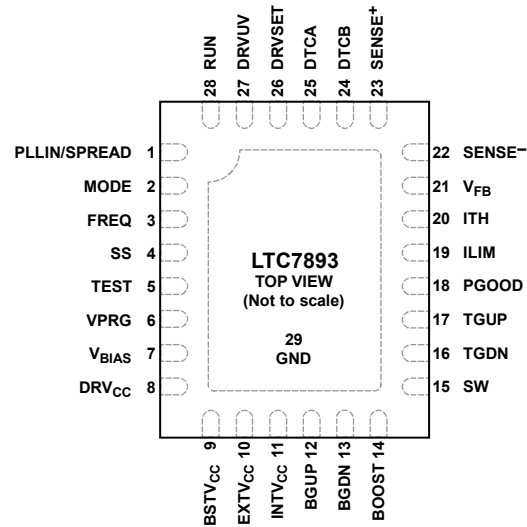 28 RUN
27 DRVUV
26 DRVSET
25 DTCA
24 DTCB
23 SENSE+
PLLIN/SPREAD 1
MODE 2
FREQ 3
SS 4
TEST 5
VPRG 6
VBIAS 7
DRVCC 8
LTC7893
TOP VIEW
(Not to scale)
29
GND
22 SENSE–
21 VFB
20 ITH
19 ILIM
18 PGOOD
17 TGUP
16 TGDN
15 SW
BSTVCC 9
EXTVCC 10
INTVCC 11
BGUP 12
BGDN 13
BOOST 14